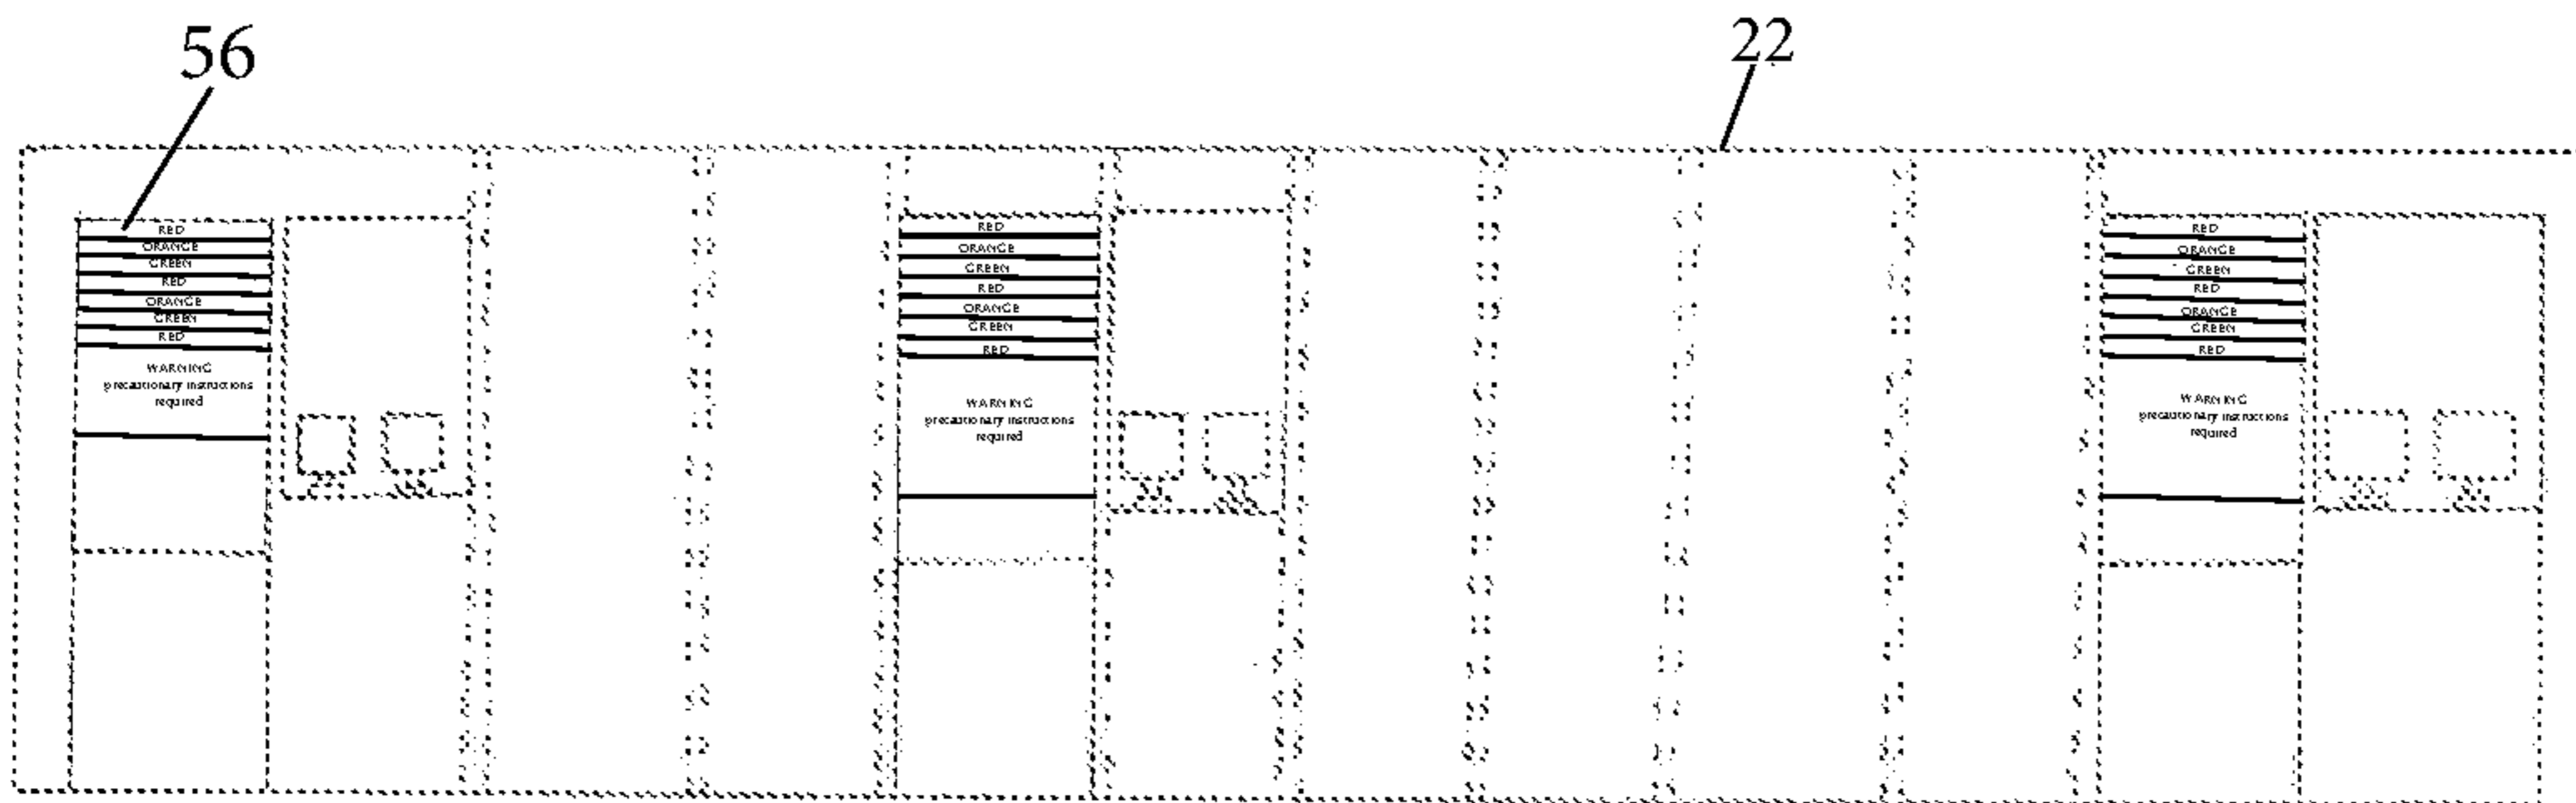 56
22
RED
ORANGE
GREEN
RED
ORANGE
GREEN
RED
WARNING
precautionary instructions
required
RED
ORANGE
GREEN
RED
ORANGE
GREEN
RED
WARNING
precautionary instructions
required
RED
ORANGE
GREEN
RED
ORANGE
GREEN
RED
WARNING
precautionary instructions
required